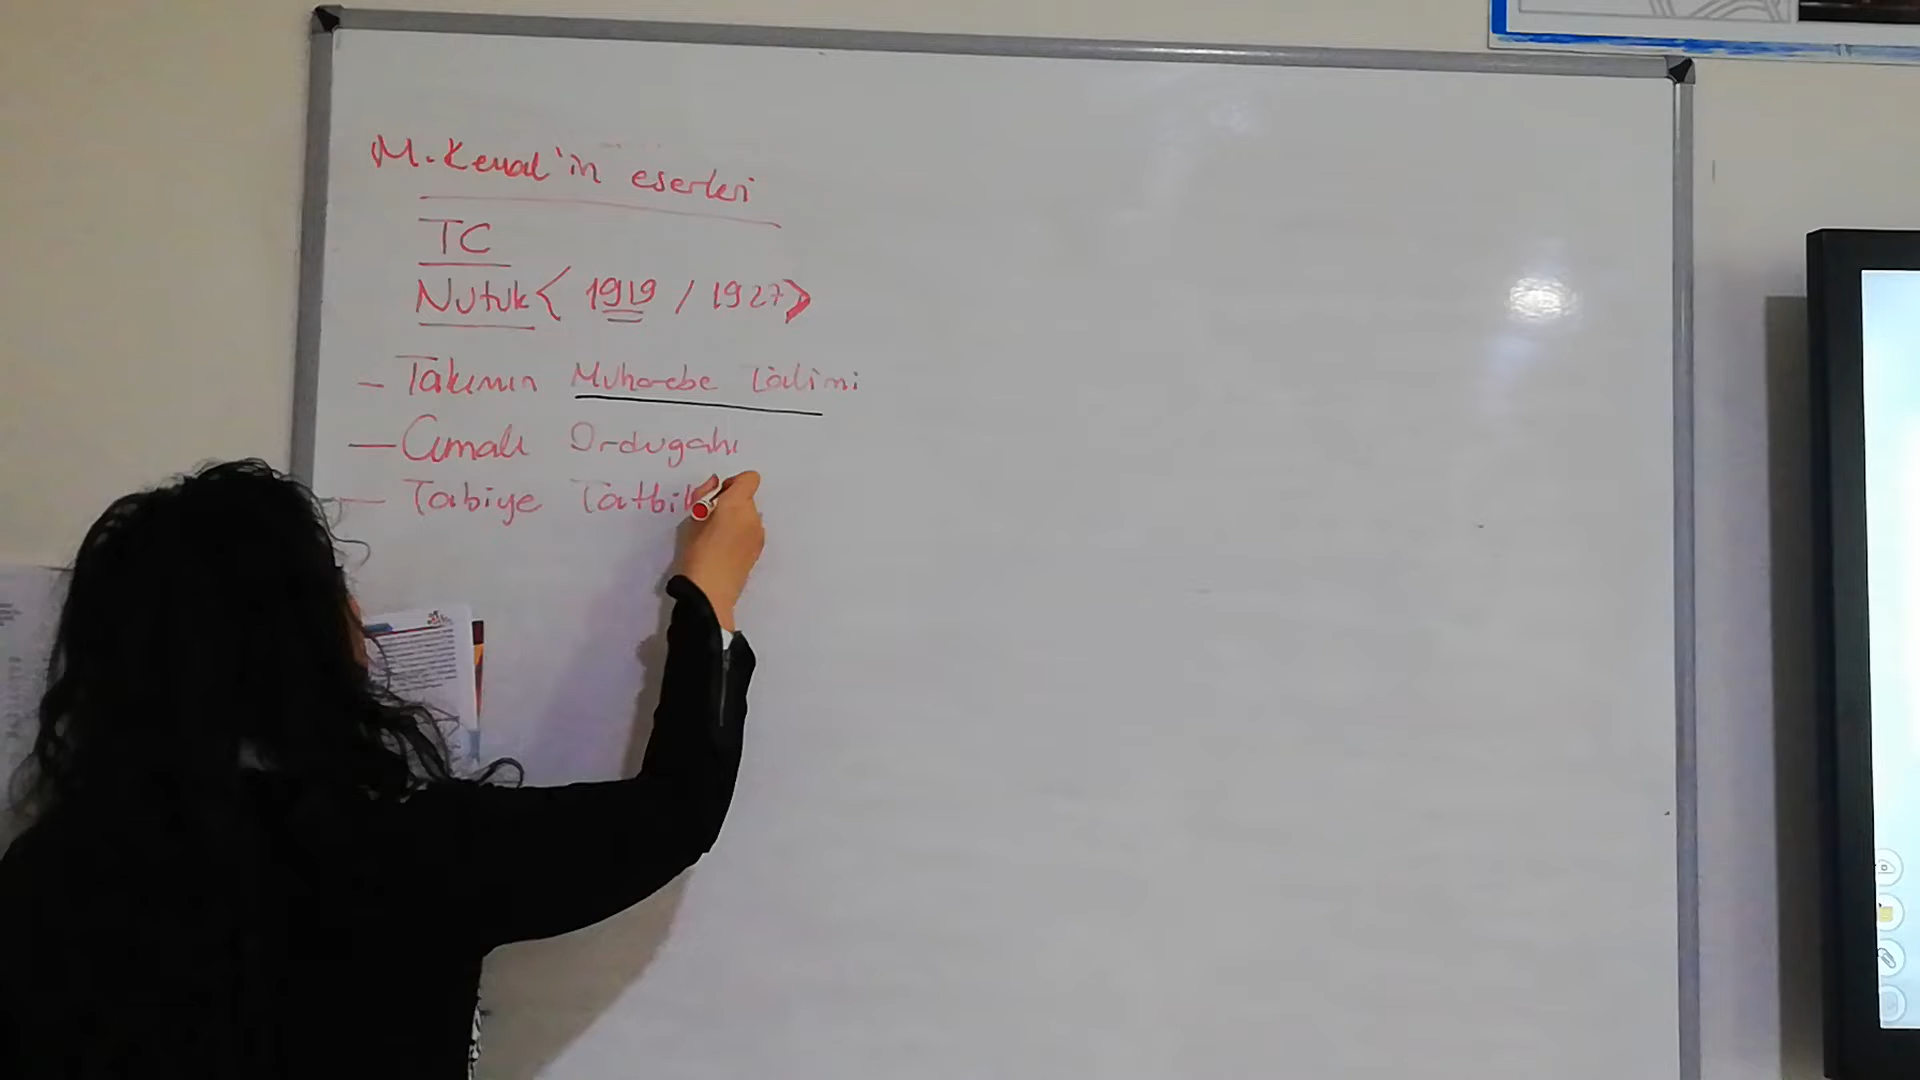 M. Kemal'in eserleri
TC
Nutuk < 1919 / 1927 >
- Takımın Muharebe Talimi
- Cumalı Ordugahı
- Tabiye Tatbik